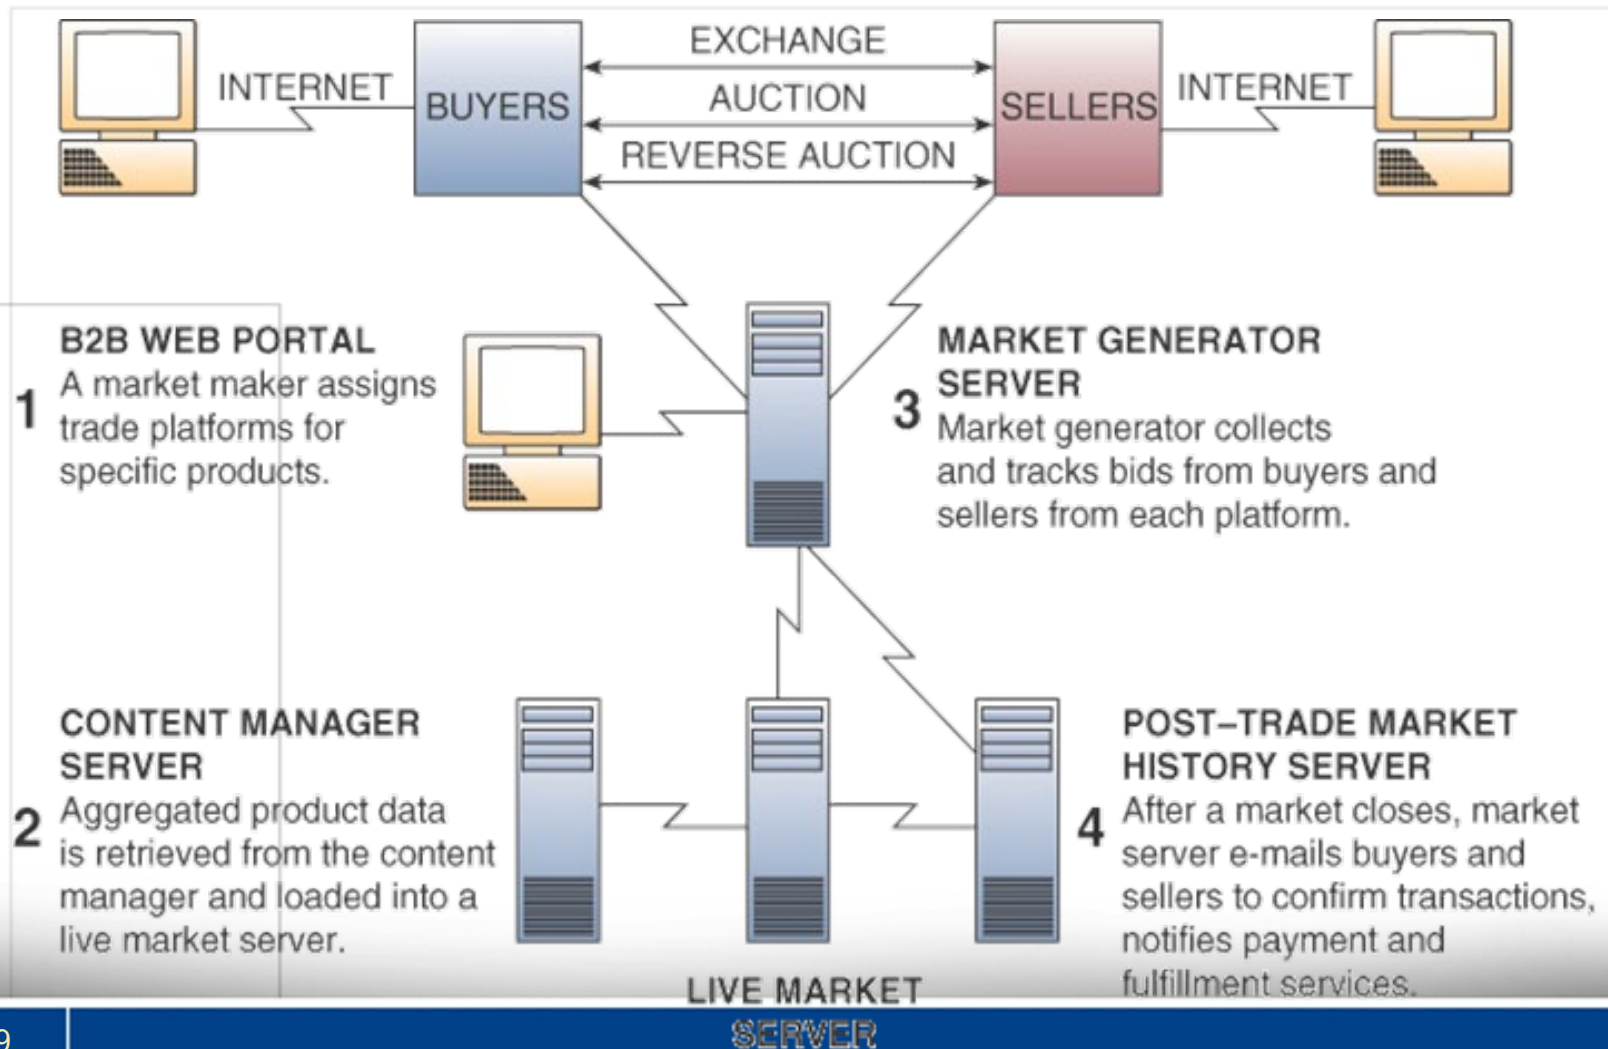 EXCHANGE
INTERNET
BUYERS
AUCTION
SELLERS
INTERNET
REVERSE AUCTION
1
B2B WEB PORTAL
A market maker assigns
trade platforms for
specific products.
3
MARKET GENERATOR
SERVER
Market generator collects
and tracks bids from buyers and
sellers from each platform.
2
CONTENT MANAGER
SERVER
Aggregated product data
is retrieved from the content
manager and loaded into a
live market server.
4
POST–TRADE MARKET
HISTORY SERVER
After a market closes, market
server e-mails buyers and
sellers to confirm transactions,
notifies payment and
fulfillment services.
LIVE MARKET
SERVER
9